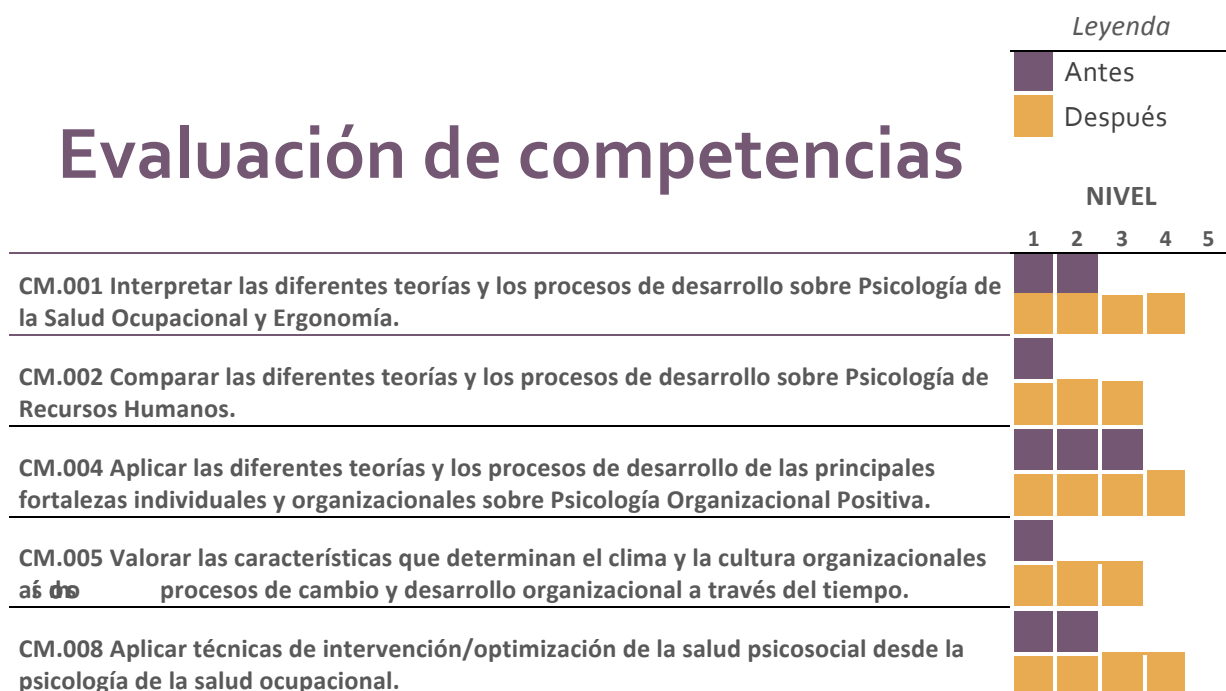 Leyenda
Antes
Después
Evaluación de competencias
NIVEL
1 2 3 4 5
CM.001 Interpretar las diferentes teorías y los procesos de desarrollo sobre Psicología de
la Salud Ocupacional y Ergonomía.
CM.002 Comparar las diferentes teorías y los procesos de desarrollo sobre Psicología de
Recursos Humanos.
CM.004 Aplicar las diferentes teorías y los procesos de desarrollo de las principales
fortalezas individuales y organizacionales sobre Psicología Organizacional Positiva.
CM.005 Valorar las características que determinan el clima y la cultura organizacionales
procesos de cambio y desarrollo organizacional a través del tiempo.
CM.008 Aplicar técnicas de intervención/optimización de la salud psicosocial desde la
psicología de la salud ocupacional.